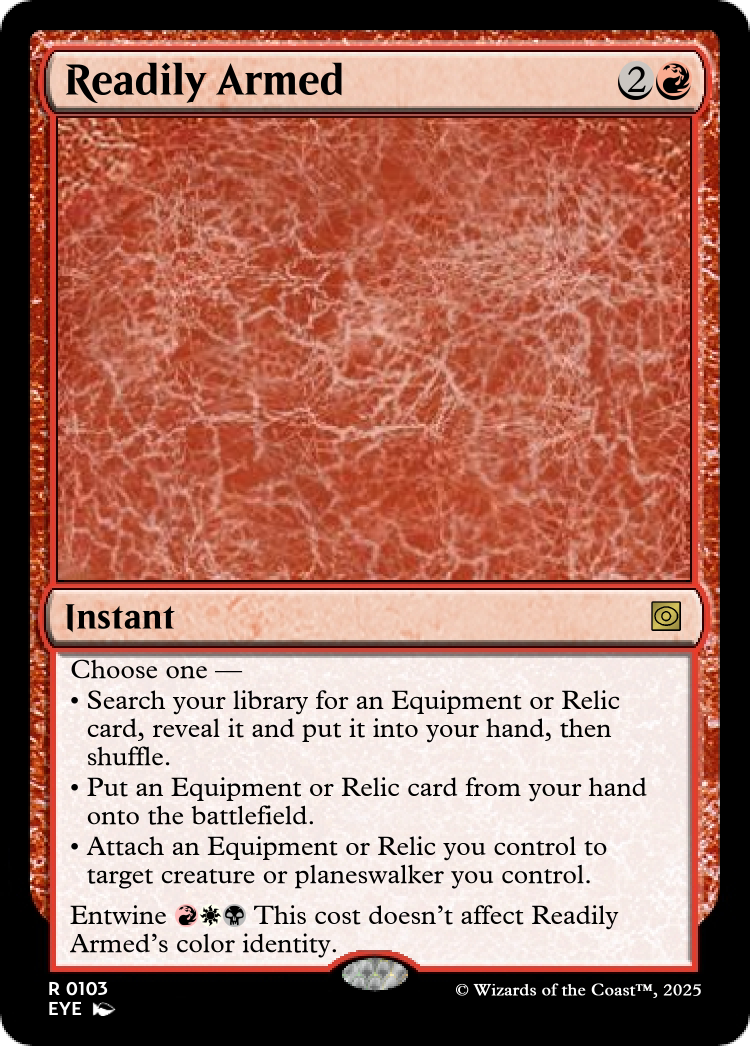 Readily Armed 2
Instant
Choose one —
• Search your library for an Equipment or Relic
card, reveal it and put it into your hand, then
shuffle.
• Put an Equipment or Relic card from your hand
onto the battlefield.
• Attach an Equipment or Relic you control to
target creature or planeswalker you control.
Entwine This cost doesn't affect Readily
Armed's color identity.
R 0103
EYE
© Wizards of the Coast™, 2025